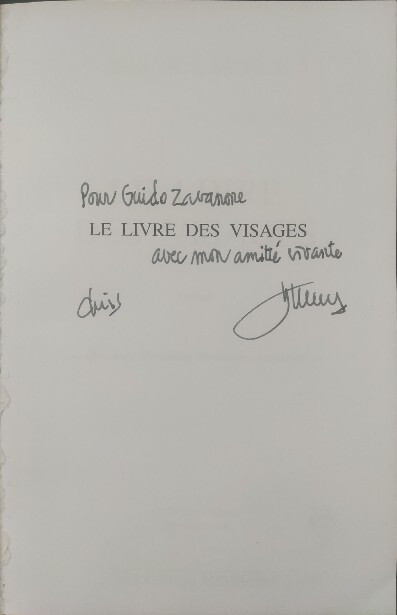 Pour Guido Zavanone
LE LIVRE DES VISAGES
avec mon amitié vivante